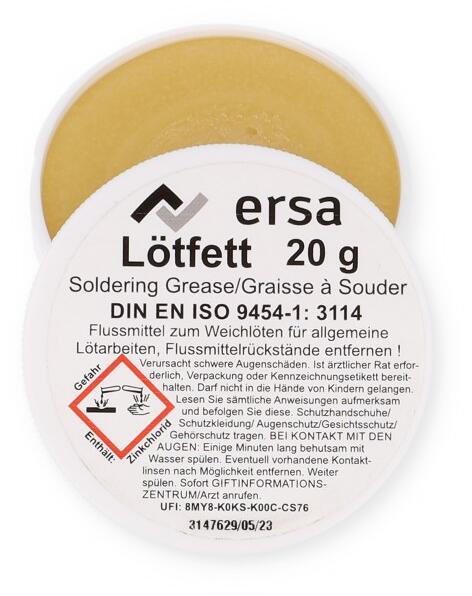 ersa
Lötfett 20 g
Soldering Grease/Graisse à Souder
DIN EN ISO 9454-1: 3114
Flussmittel zum Weichlöten für allgemeine
Lötarbeiten, Flussmittelrückstände entfernen !
Verursacht schwere Augenschäden. Ist ärztlicher Rat erfor-
derlich, Verpackung oder Kennzeichnungsetikett bereit-
halten. Darf nicht in die Hände von Kindern gelangen.
Lesen Sie sämtliche Anweisungen aufmerksam
und befolgen Sie diese. Schutzhandschuhe/
Schutzkleidung/ Augenschutz/Gesichtsschutz/
Gehörschutz tragen. BEI KONTAKT MIT DEN
AUGEN: Einige Minuten lang behutsam mit
Wasser spülen. Eventuell vorhandene Kontakt-
linsen nach Möglichkeit entfernen. Weiter
spülen. Sofort GIFTINFORMATIONS-
ZENTRUM/Arzt anrufen.
Gefahr
Enthält:
Zinkchlorid
UFI: 8MY8-K0KS-K00C-CS76
3147629/05/23